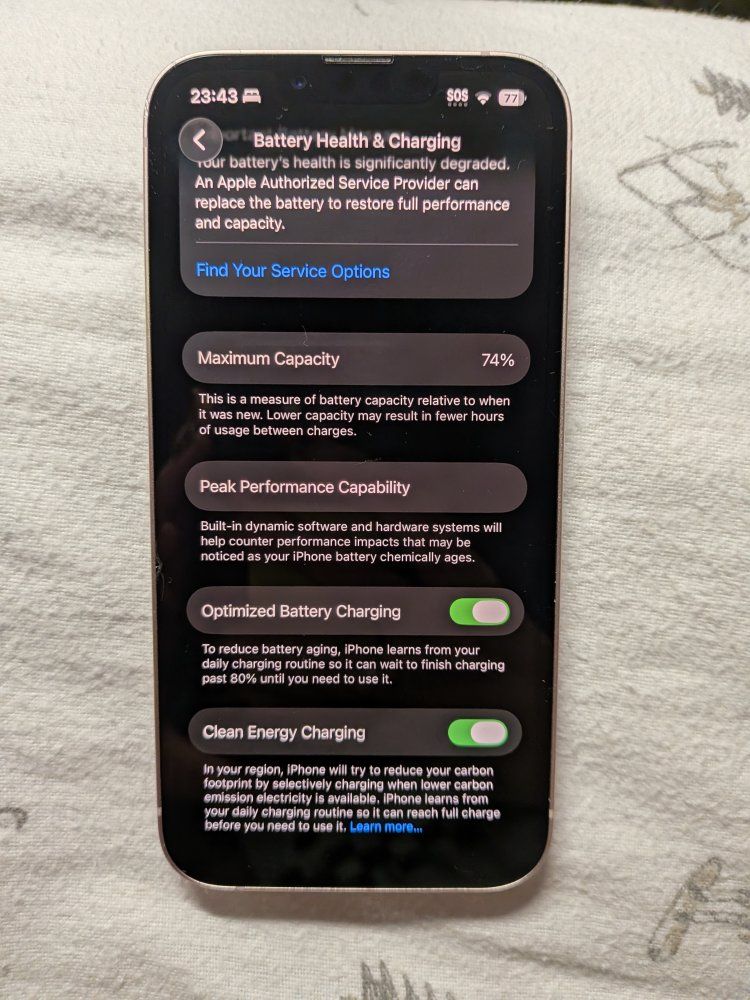 23:43 SOS 77
Battery Health & Charging
Your battery's health is significantly degraded.
An Apple Authorized Service Provider can
replace the battery to restore full performance
and capacity.
Find Your Service Options
Maximum Capacity 74%
This is a measure of battery capacity relative to when
it was new. Lower capacity may result in fewer hours
of usage between charges.
Peak Performance Capability
Built-in dynamic software and hardware systems will
help counter performance impacts that may be
noticed as your iPhone battery chemically ages.
Optimized Battery Charging
To reduce battery aging, iPhone learns from your
daily charging routine so it can wait to finish charging
past 80% until you need to use it.
Clean Energy Charging
In your region, iPhone will try to reduce your carbon
footprint by selectively charging when lower carbon
emission electricity is available. iPhone learns from
your daily charging routine so it can reach full charge
before you need to use it. Learn more...